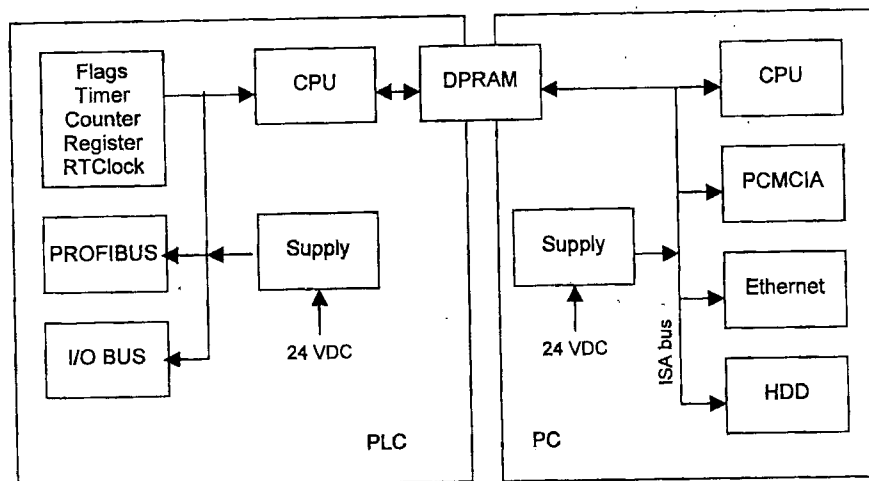 Flags
Timer
Counter
Register
RTClock
CPU
DPRAM
CPU
PCMCIA
PROFIBUS
Supply
Supply
Ethernet
I/O BUS
24 VDC
24 VDC
ISA bus
HDD
PLC
PC